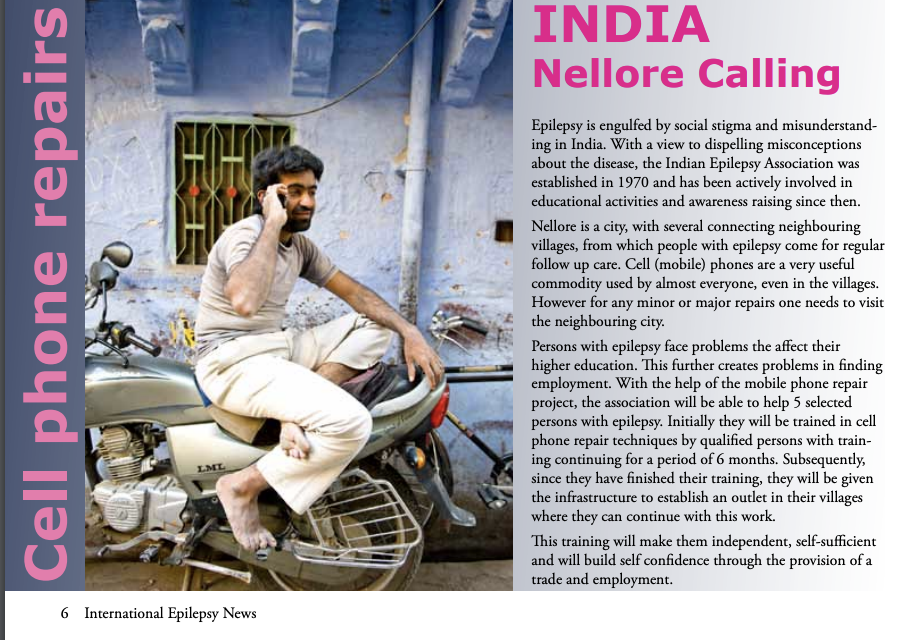 Cell phone repairs
LML
INDIA
Nellore Calling
Epilepsy is engulfed by social stigma and misunderstand-
ing in India. With a view to dispelling misconceptions
about the disease, the Indian Epilepsy Association was
established in 1970 and has been actively involved in
educational activities and awareness raising since then.
Nellore is a city, with several connecting neighbouring
villages, from which people with epilepsy come for regular
follow up care. Cell (mobile) phones are a very useful
commodity used by almost everyone, even in the villages.
However for any minor or major repairs one needs to visit
the neighbouring city.
Persons with epilepsy face problems the affect their
higher education. This further creates problems in finding
employment. With the help of the mobile phone repair
project, the association will be able to help 5 selected
persons with epilepsy. Initially they will be trained in cell
phone repair techniques by qualified persons with train-
ing continuing for a period of 6 months. Subsequently,
since they have finished their training, they will be given
the infrastructure to establish an outlet in their villages
where they can continue with this work.
This training will make them independent, self-sufficient
and will build self confidence through the provision of a
trade and employment.
6 International Epilepsy News